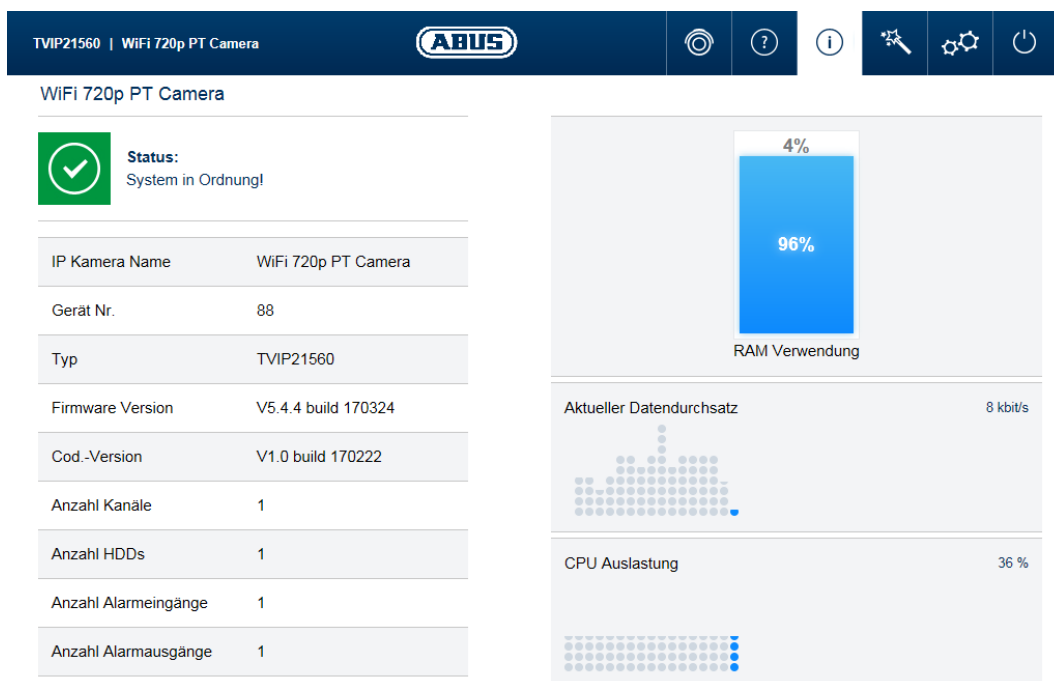 TVIP21560 | WiFi 720p PT Camera
ABUS
?
i
WiFi 720p PT Camera
Status:
System in Ordnung!
IP Kamera Name WiFi 720p PT Camera
Gerät Nr. 88
Typ TVIP21560
Firmware Version V5.4.4 build 170324
Cod.-Version V1.0 build 170222
Anzahl Kanäle 1
Anzahl HDDs 1
Anzahl Alarmeingänge 1
Anzahl Alarmausgänge 1
4%
96%
RAM Verwendung
Aktueller Datendurchsatz 8 kbit/s
CPU Auslastung 36 %